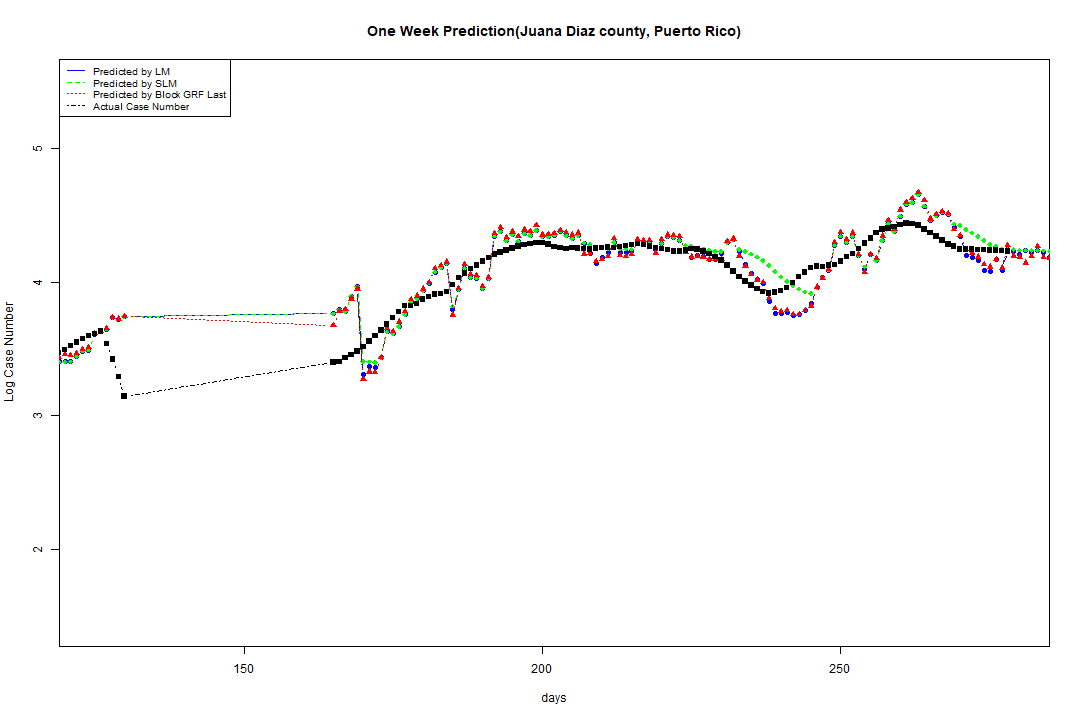 One Week Prediction(Juana Diaz county, Puerto Rico)
Predicted by LM
Predicted by SLM
Predicted by Block GRF Last
Actual Case Number
5
4
3
2
Log Case Number
150
200
250
days